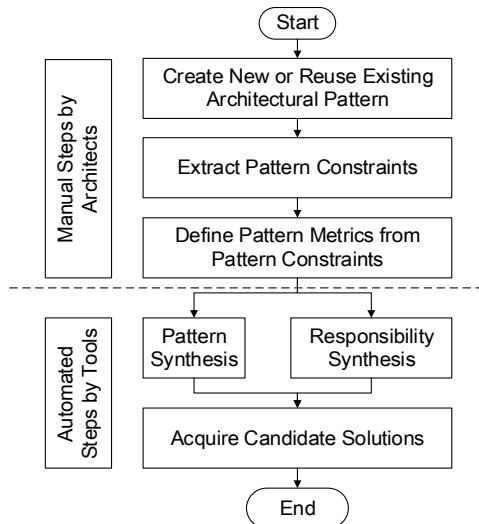 Start
Manual Steps by
Architects
Create New or Reuse Existing
Architectural Pattern
Extract Pattern Constraints
Define Pattern Metrics from
Pattern Constraints
Automated
Steps by Tools
Pattern
Synthesis
Responsibility
Synthesis
Acquire Candidate Solutions
End